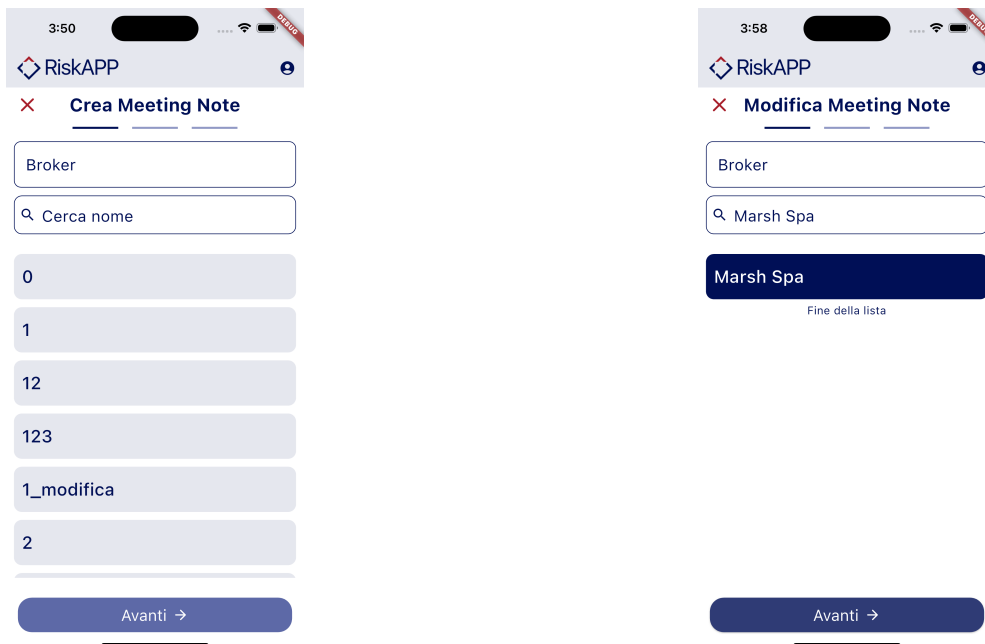 3:50
DEBUG
RiskAPP
Crea Meeting Note
Broker
Cerca nome
0
1
12
123
1_modifica
2
Avanti →
3:58
DEBUG
RiskAPP
Modifica Meeting Note
Broker
Marsh Spa
Marsh Spa
Fine della lista
Avanti →